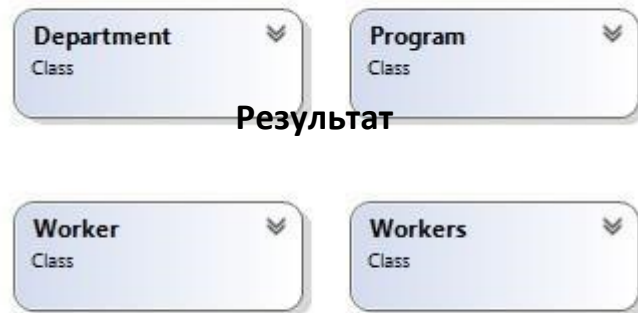 Department
Class
Program
Class
Результат
Worker
Class
Workers
Class